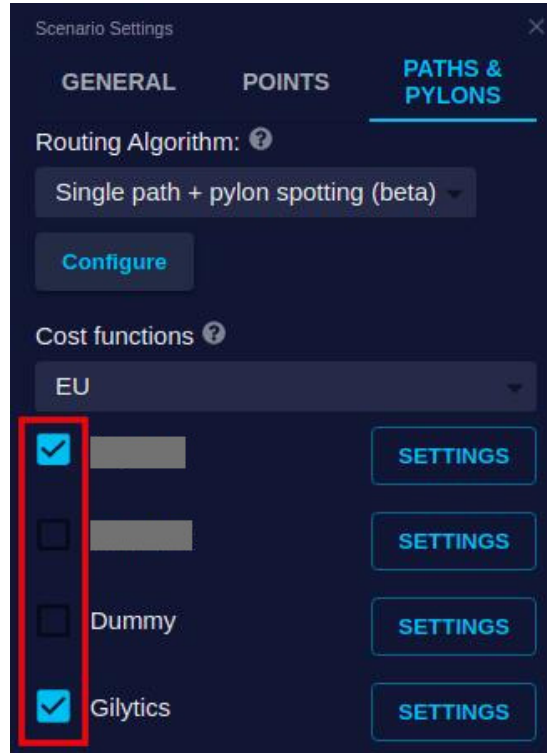 Scenario Settings
GENERAL POINTS PATHS & PYLONS
Routing Algorithm:
Single path + pylon spotting (beta)
Configure
Cost functions
EU
SETTINGS
SETTINGS
Dummy SETTINGS
Gilytics SETTINGS